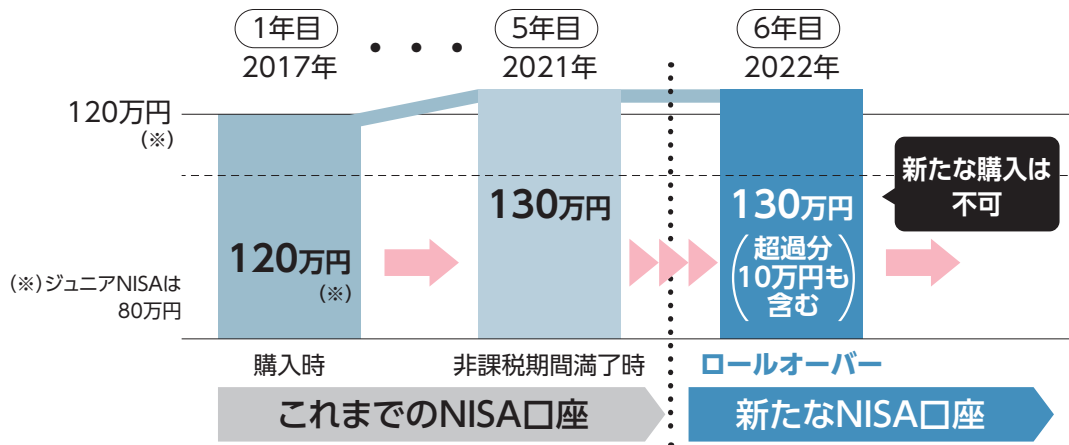 1年目
2017年
・・・
5年目
2021年
6年目
2022年
120万円
(※)
新たな購入は
不可
120万円
(※)
130万円
130万円
(超過分
10万円も
含む)
(※)ジュニアNISAは
80万円
購入時
非課税期間満了時
ロールオーバー
これまでのNISA口座
新たなNISA口座